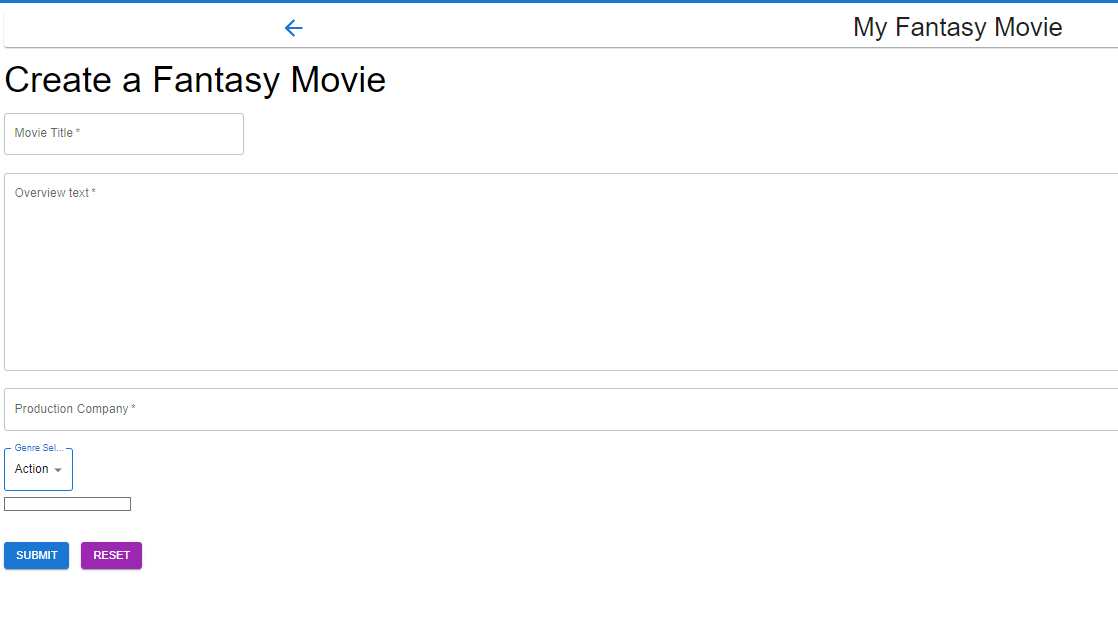 My Fantasy Movie
Create a Fantasy Movie
Movie Title *
Overview text *
Production Company *
Genre Sel...
Action
SUBMIT RESET